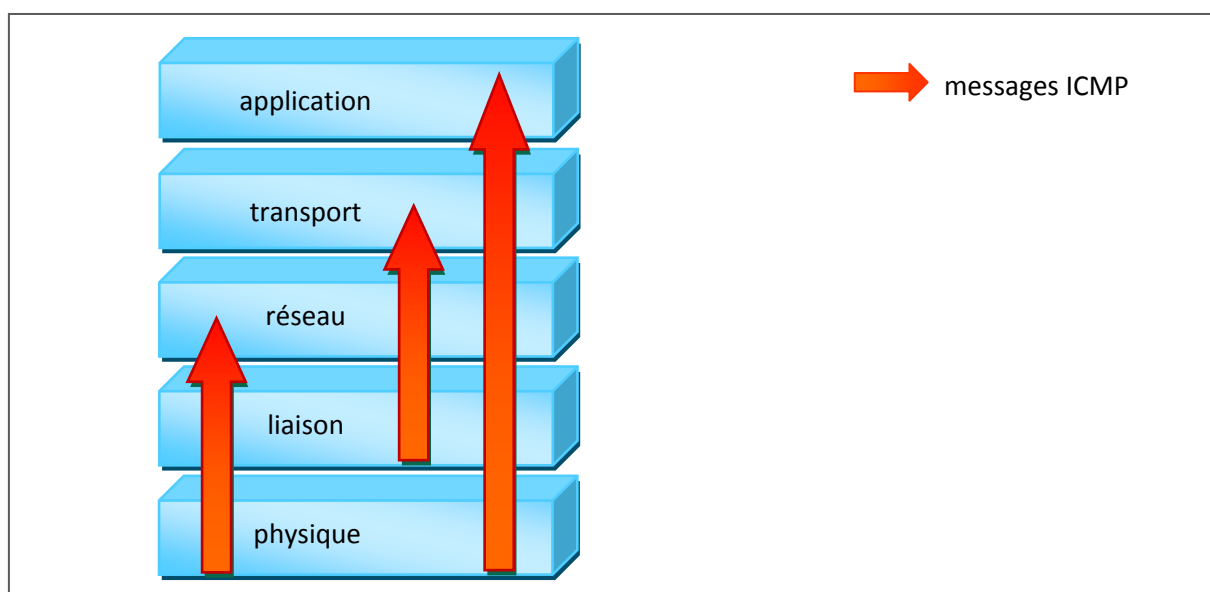 application
messages ICMP
transport
réseau
liaison
physique